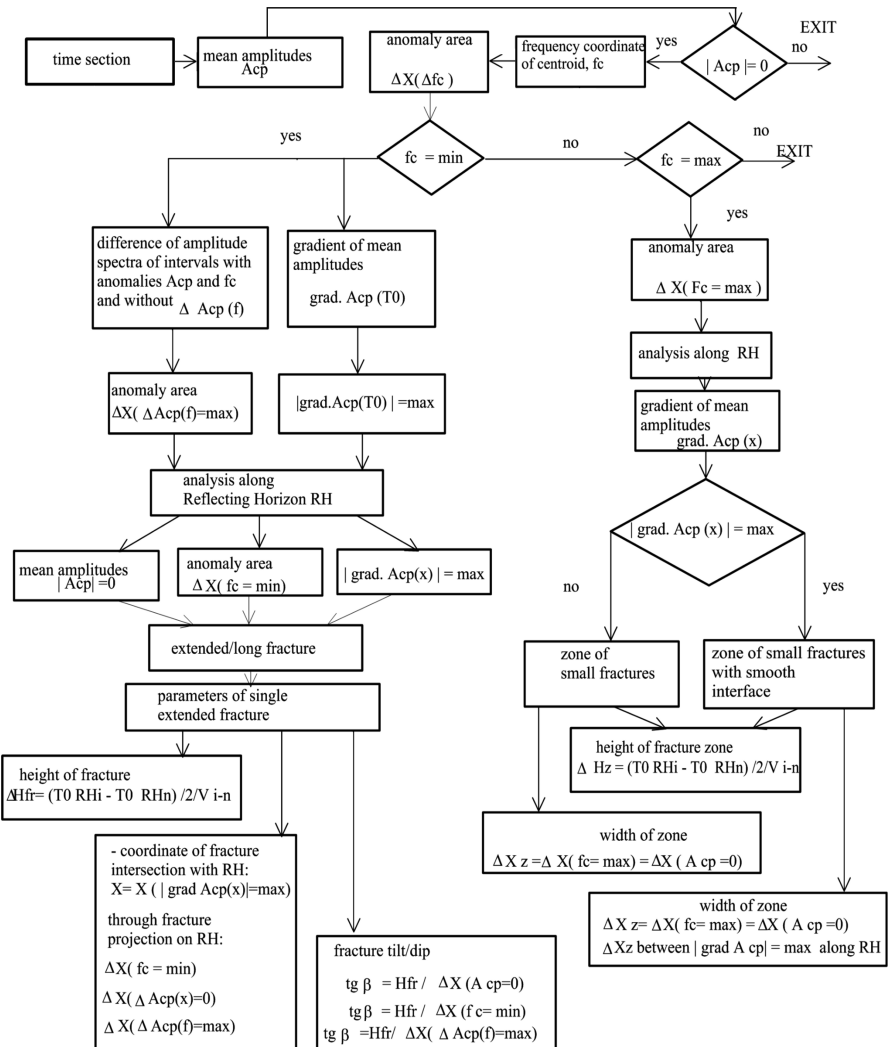 time section
mean amplitudes
Acp
anomaly area
ΔX(Δfc )
frequency coordinate
of centroid, fc
yes
| Acp |= 0
EXIT
no
yes
fc = min
no
fc = max
no
EXIT
yes
difference of amplitude
spectra of intervals with
anomalies Acp and fc
and without Δ Acp (f)
gradient of mean
amplitudes
grad. Acp (T0)
anomaly area
Δ X( Fc = max )
analysis along RH
anomaly area
ΔX( ΔAcp(f)=max)
|grad.Acp(T0) | =max
gradient of mean
amplitudes
grad. Acp (x)
analysis along
Reflecting Horizon RH
| grad. Acp (x) | = max
mean amplitudes
| Acp| =0
anomaly area
ΔX( fc = min)
| grad. Acp(x) | = max
no
yes
extended/long fracture
zone of
small fractures
zone of small fractures
with smooth
interface
parameters of single
extended fracture
height of fracture
ΔHfr= (T0 RHi - T0 RHn) /2/V i-n
height of fracture zone
Δ Hz = (T0 RHi - T0 RHn) /2/V i-n
width of zone
ΔX z =Δ X( fc= max) = ΔX ( A cp =0)
- coordinate of fracture
intersection with RH:
X= X ( | grad Acp(x)|=max)
through fracture
projection on RH:
ΔX( fc = min)
ΔX( Δ Acp(x)=0)
Δ X( Δ Acp(f)=max)
fracture tilt/dip
tg β = Hfr / ΔX (A cp=0)
tg β = Hfr / ΔX (f c= min)
tg β =Hfr/ ΔX( Δ Acp(f)=max)
width of zone
ΔX z= ΔX( fc= max) = ΔX ( A cp =0)
ΔXz between | grad A cp| = max along RH